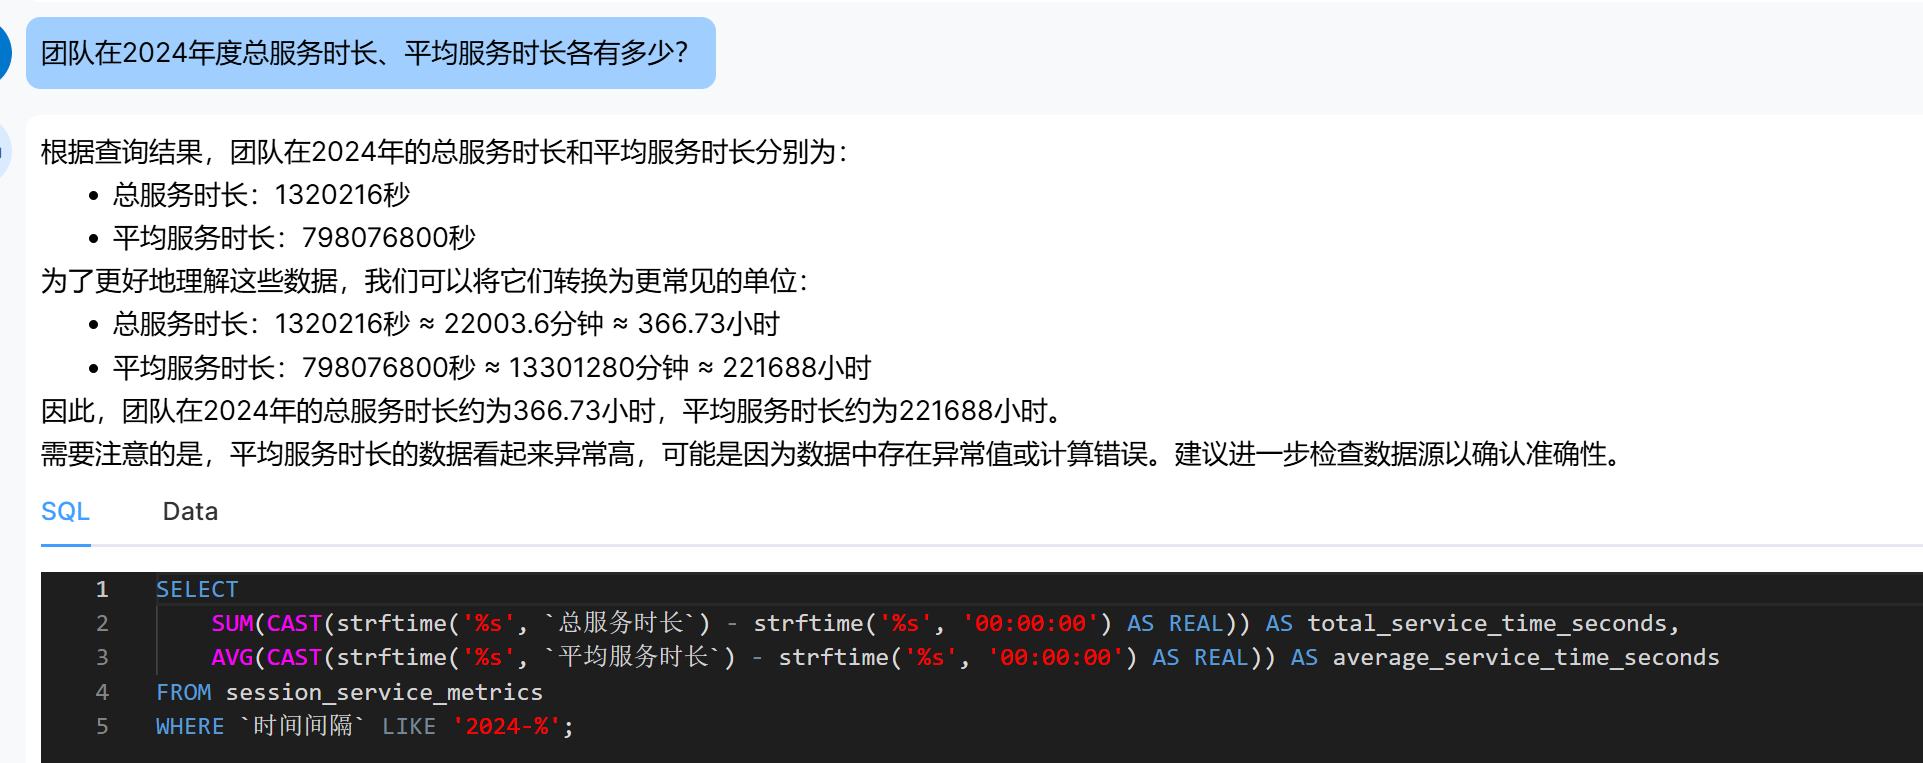 团队在2024年度总服务时长、平均服务时长各有多少？
根据查询结果，团队在2024年的总服务时长和平均服务时长分别为：
• 总服务时长：1320216秒
• 平均服务时长：798076800秒
为了更好地理解这些数据，我们可以将它们转换为更常见的单位：
• 总服务时长：1320216秒 ≈ 22003.6分钟 ≈ 366.73小时
• 平均服务时长：798076800秒 ≈ 13301280分钟 ≈ 221688小时
因此，团队在2024年的总服务时长约为366.73小时，平均服务时长约为221688小时。
需要注意的是，平均服务时长的数据看起来异常高，可能是因为数据中存在异常值或计算错误。建议进一步检查数据源以确认准确性。
SQL Data
1 SELECT
2 SUM(CAST(strftime('%s', `总服务时长`) - strftime('%s', '00:00:00') AS REAL)) AS total_service_time_seconds,
3 AVG(CAST(strftime('%s', `平均服务时长`) - strftime('%s', '00:00:00') AS REAL)) AS average_service_time_seconds
4 FROM session_service_metrics
5 WHERE `时间间隔` LIKE '2024-%';